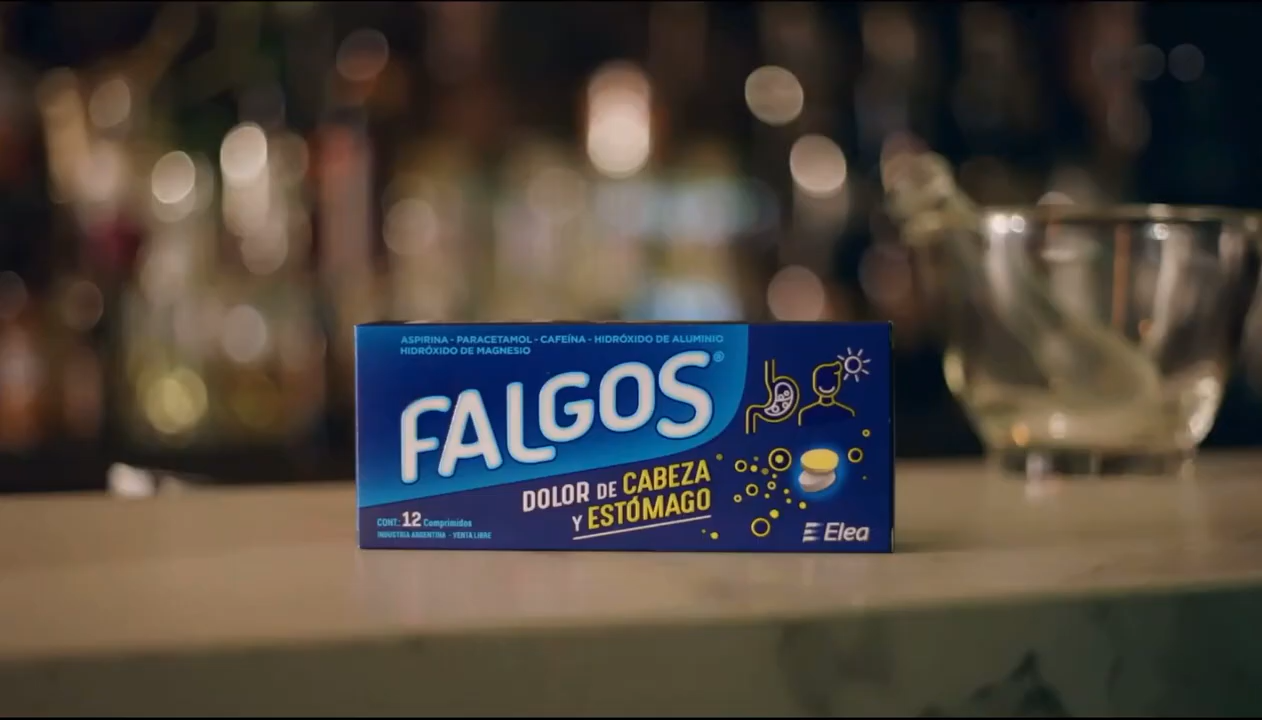 ASPIRINA - PARACETAMOL - CAFEÍNA - HIDRÓXIDO DE ALUMINIO
HIDRÓXIDO DE MAGNESIO
FALGOS®
DOLOR DE CABEZA
Y ESTÓMAGO
CONT.: 12 Comprimidos
INDUSTRIA ARGENTINA - VENTA LIBRE
Elea